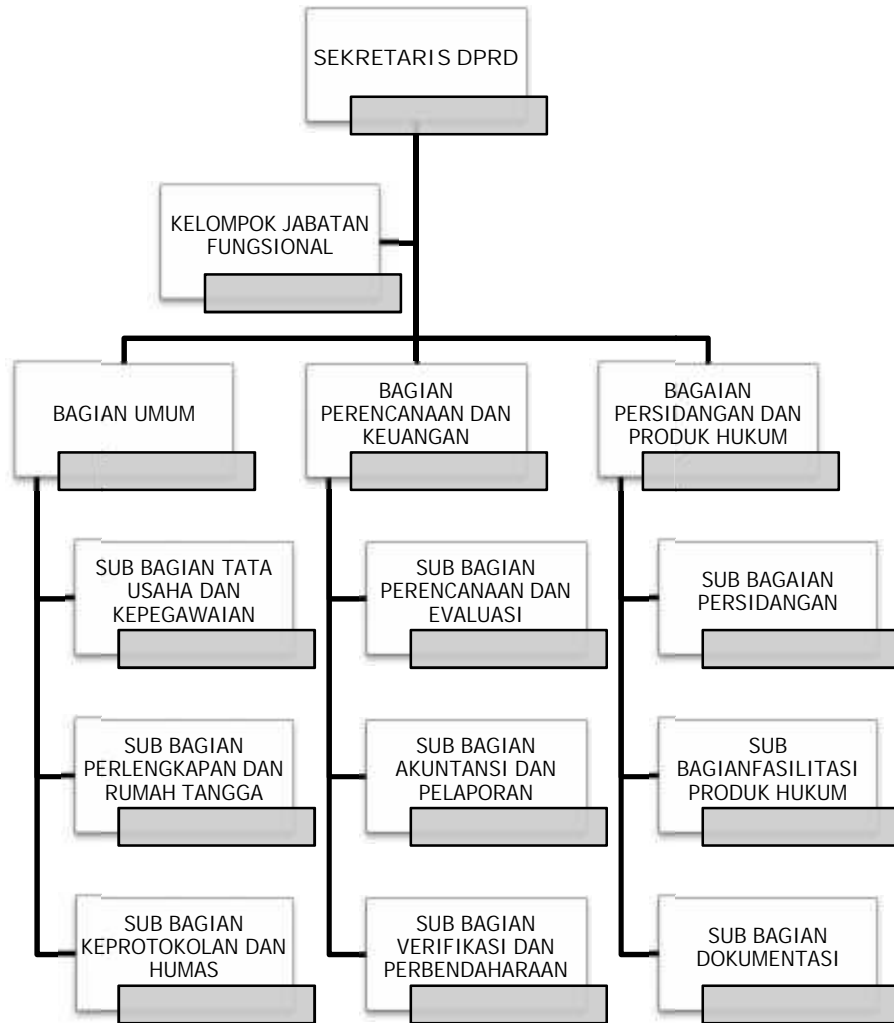 SEKRETARIS DPRD
KELOMPOK JABATAN
FUNGSIONAL
BAGIAN UMUM
BAGIAN
PERENCANAAN DAN
KEUANGAN
BAGAIAN
PERSIDANGAN DAN
PRODUK HUKUM
SUB BAGIAN TATA
USAHA DAN
KEPEGAWAIAN
SUB BAGIAN
PERENCANAAN DAN
EVALUASI
SUB BAGAIAN
PERSIDANGAN
SUB BAGIAN
PERLENGKAPAN DAN
RUMAH TANGGA
SUB BAGIAN
AKUNTANSI DAN
PELAPORAN
SUB
BAGIANFASILITASI
PRODUK HUKUM
SUB BAGIAN
KEPROTOKOLAN DAN
HUMAS
SUB BAGIAN
VERIFIKASI DAN
PERBENDAHARAAN
SUB BAGIAN
DOKUMENTASI